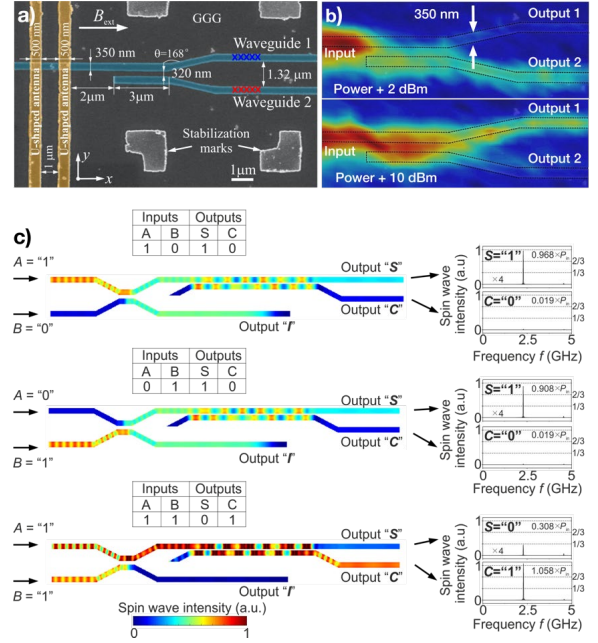 a)
B_ext
GGG
Waveguide 1
500 nm
500 nm
350 nm
θ=168°
320 nm
1.32 μm
Waveguide 2
2μm
3μm
U-shaped antenna
U-shaped antenna
1 μm
Stabilization
marks
y
x
1μm
b)
350 nm
Output 1
Input
Output 2
Power + 2 dBm
Output 1
Input
Output 2
Power + 10 dBm
c)
Inputs Outputs
A B S C
1 0 1 0
A = “1”
B = “0”
Output “S”
Output “C”
Output “I”
Spin wave
intensity (a.u)
1
0
1
0
S=“1” 0.968×P_in
×4
2/3
1/3
C=“0” 0.019×P_in
2/3
1/3
0 2.5 5
Frequency f (GHz)
Inputs Outputs
A B S C
0 1 1 0
A = “0”
B = “1”
Output “S”
Output “C”
Output “I”
Spin wave
intensity (a.u)
1
0
1
0
S=“1” 0.908×P_in
×4
2/3
1/3
C=“0” 0.019×P_in
2/3
1/3
0 2.5 5
Frequency f (GHz)
Inputs Outputs
A B S C
1 1 0 1
A = “1”
B = “1”
Output “S”
Output “C”
Output “I”
Spin wave
intensity (a.u)
1
0
1
0
S=“0” 0.308×P_in
×4
2/3
1/3
C=“1” 1.058×P_in
2/3
1/3
0 2.5 5
Frequency f (GHz)
Spin wave intensity (a.u.)
0 1